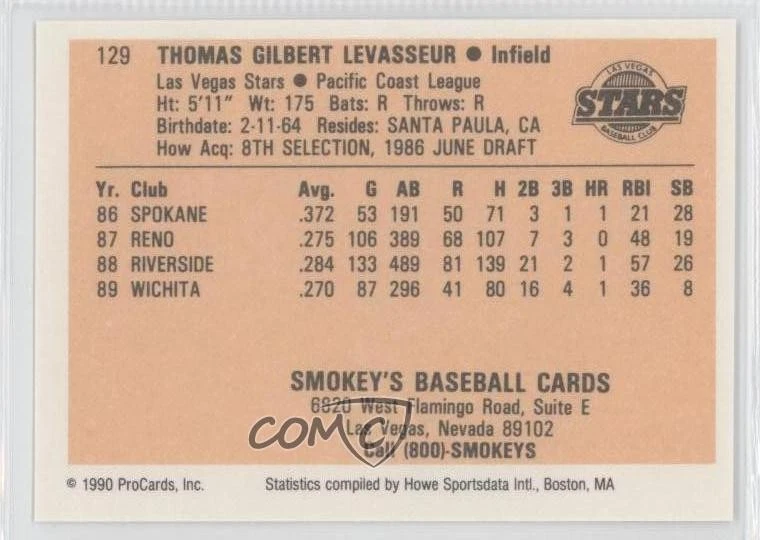 129 THOMAS GILBERT LEVASSEUR ● Infield
Las Vegas Stars ● Pacific Coast League
Ht: 5'11" Wt: 175 Bats: R Throws: R
Birthdate: 2-11-64 Resides: SANTA PAULA, CA
How Acq: 8TH SELECTION, 1986 JUNE DRAFT
LAS VEGAS
STARS
BASEBALL CLUB
Yr. Club Avg. G AB R H 2B 3B HR RBI SB
86 SPOKANE .372 53 191 50 71 3 1 1 21 28
87 RENO .275 106 389 68 107 7 3 0 48 19
88 RIVERSIDE .284 133 489 81 139 21 2 1 57 26
89 WICHITA .270 87 296 41 80 16 4 1 36 8
SMOKEY'S BASEBALL CARDS
6820 West Flamingo Road, Suite E
Las Vegas, Nevada 89102
Call (800)-SMOKEYS
COMC
© 1990 ProCards, Inc. Statistics compiled by Howe Sportsdata Intl., Boston, MA